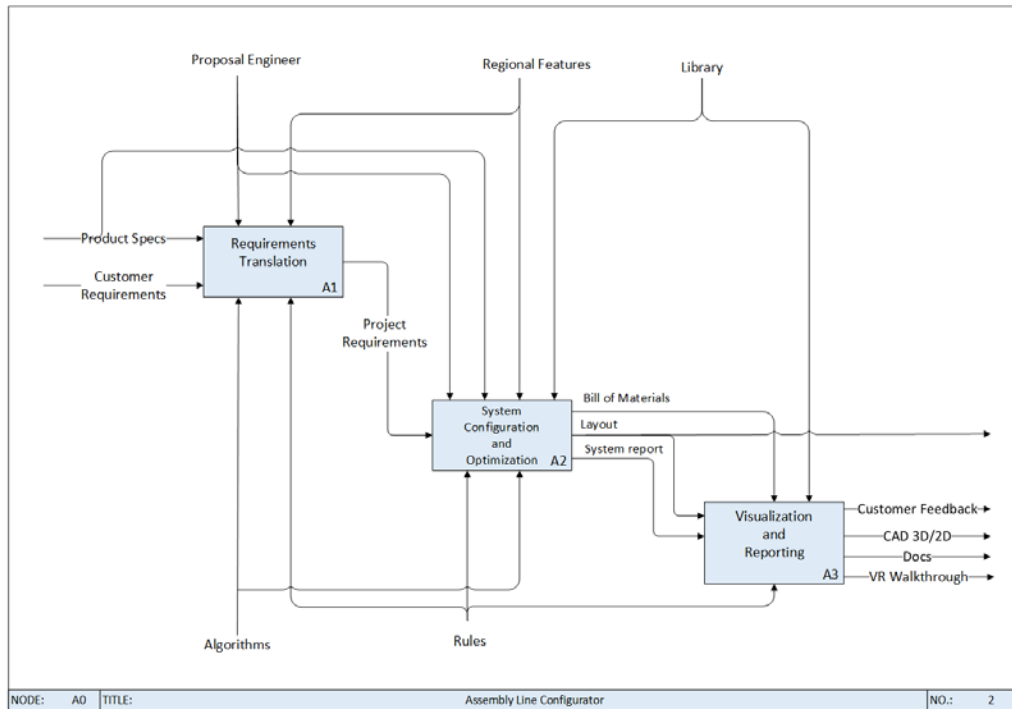 Proposal Engineer
Regional Features
Library
Product Specs
Customer
Requirements
Requirements
Translation
A1
Project
Requirements
System
Configuration
and
Optimization
A2
Bill of Materials
Layout
System report
Visualization
and
Reporting
A3
Customer Feedback
CAD 3D/2D
Docs
VR Walkthrough
Algorithms
Rules
NODE: A0 TITLE: Assembly Line Configurator NO.: 2